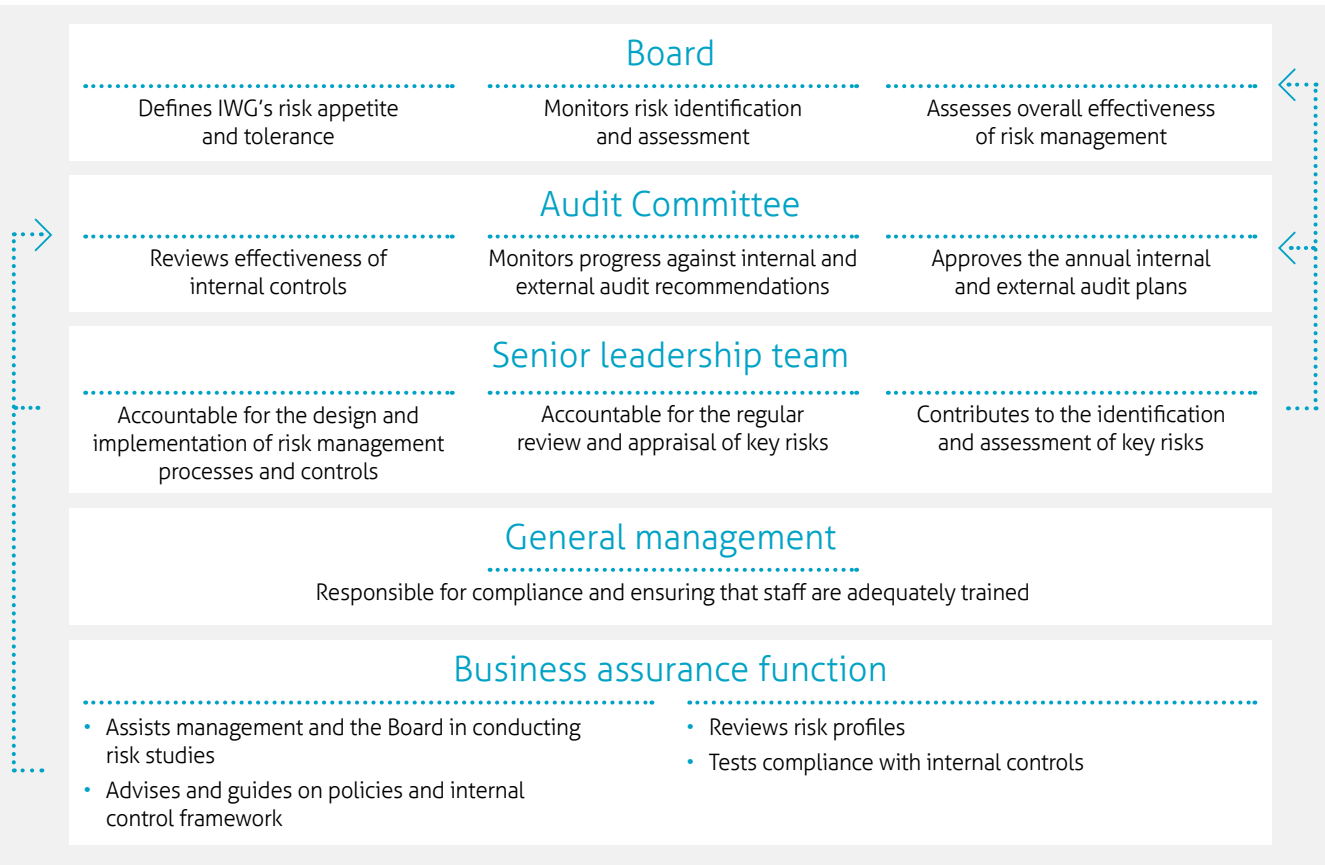 Board
Defines IWG's risk appetite
and tolerance
Monitors risk identification
and assessment
Assesses overall effectiveness
of risk management
Audit Committee
Reviews effectiveness of
internal controls
Monitors progress against internal and
external audit recommendations
Approves the annual internal
and external audit plans
Senior leadership team
Accountable for the design and
implementation of risk management
processes and controls
Accountable for the regular
review and appraisal of key risks
Contributes to the identification
and assessment of key risks
General management
Responsible for compliance and ensuring that staff are adequately trained
Business assurance function
• Assists management and the Board in conducting
risk studies
• Advises and guides on policies and internal
control framework
• Reviews risk profiles
• Tests compliance with internal controls